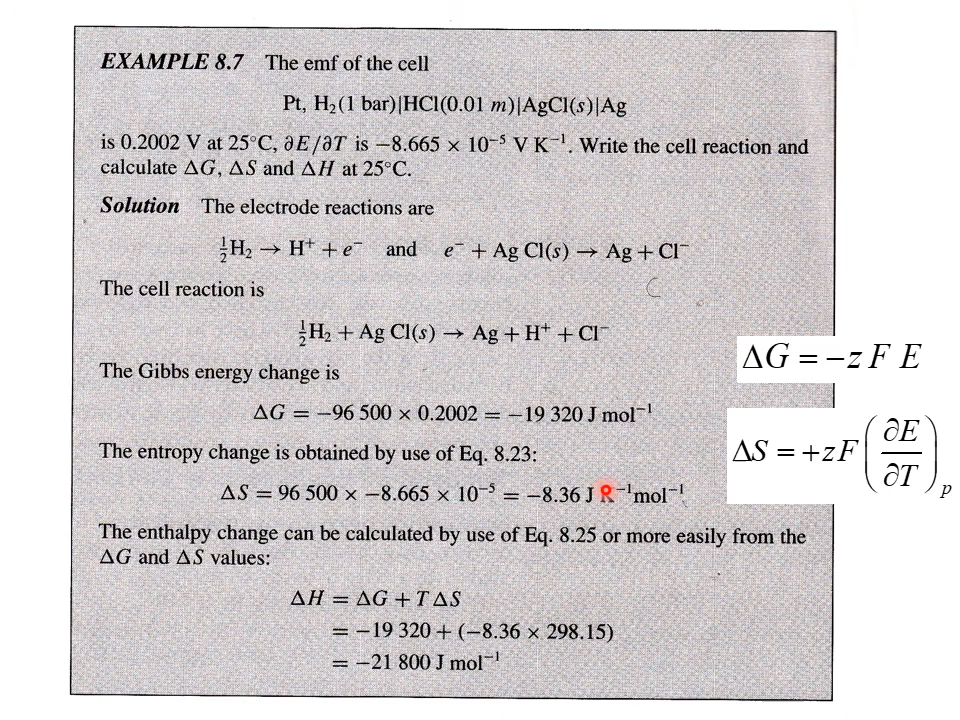 EXAMPLE 8.7 The emf of the cell
Pt, H₂(1 bar)|HCl(0.01 m)|AgCl(s)|Ag
is 0.2002 V at 25°C, ∂E/∂T is −8.665 × 10⁻⁵ V K⁻¹. Write the cell reaction and
calculate ΔG, ΔS and ΔH at 25°C.
Solution The electrode reactions are
½H₂ → H⁺ + e⁻ and e⁻ + Ag Cl(s) → Ag + Cl⁻
The cell reaction is
½H₂ + Ag Cl(s) → Ag + H⁺ + Cl⁻
The Gibbs energy change is
ΔG = −z F E
ΔG = −96 500 × 0.2002 = −19 320 J mol⁻¹
The entropy change is obtained by use of Eq. 8.23:
ΔS = +zF(∂E/∂T)p
ΔS = 96 500 × −8.665 × 10⁻⁵ = −8.36 J K⁻¹mol⁻¹
The enthalpy change can be calculated by use of Eq. 8.25 or more easily from the
ΔG and ΔS values:
ΔH = ΔG + TΔS
= −19 320 + (−8.36 × 298.15)
= −21 800 J mol⁻¹